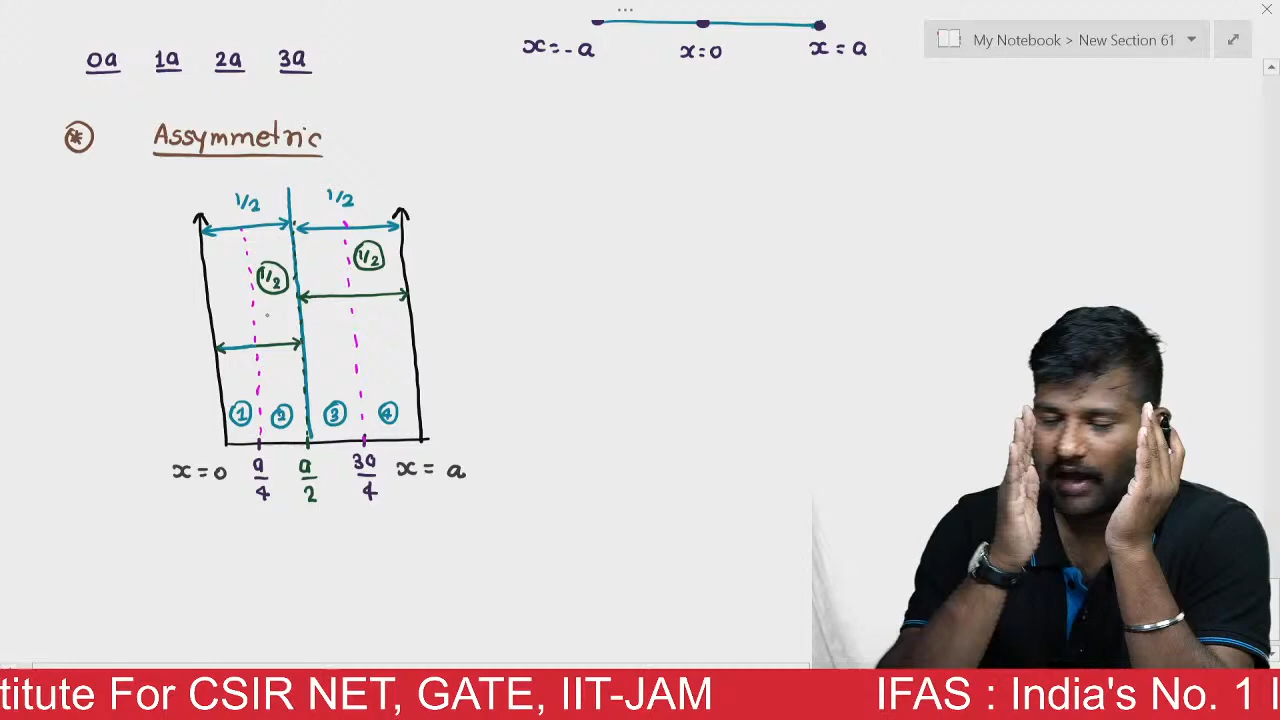 x=-a x=0 x=a
My Notebook > New Section 61
0a 1a 2a 3a
* Assymmetric
1/2 1/2
1/2 1/2
1 2 3 4
x=0 a/4 a/2 3a/4 x=a
titute For CSIR NET, GATE, IIT-JAM IFAS : India's No. 1 I